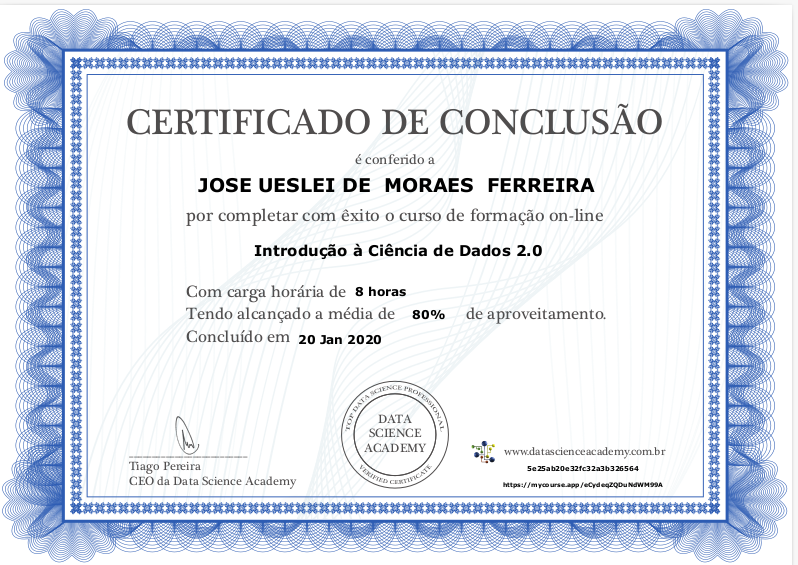 CERTIFICADO DE CONCLUSÃO
é conferido a
JOSE UESLEI DE MORAES FERREIRA
por completar com êxito o curso de formação on-line
Introdução à Ciência de Dados 2.0
Com carga horária de 8 horas
Tendo alcançado a média de 80% de aproveitamento.
Concluído em 20 Jan 2020
TOP DATA SCIENCE PROFESSIONAL
DATA
SCIENCE
ACADEMY
VERIFIED CERTIFICATE
Tiago Pereira
CEO da Data Science Academy
www.datascienceacademy.com.br
5e25ab20e32fc32a3b326564
https://mycourse.app/eCydeqZQDuNdWM99A